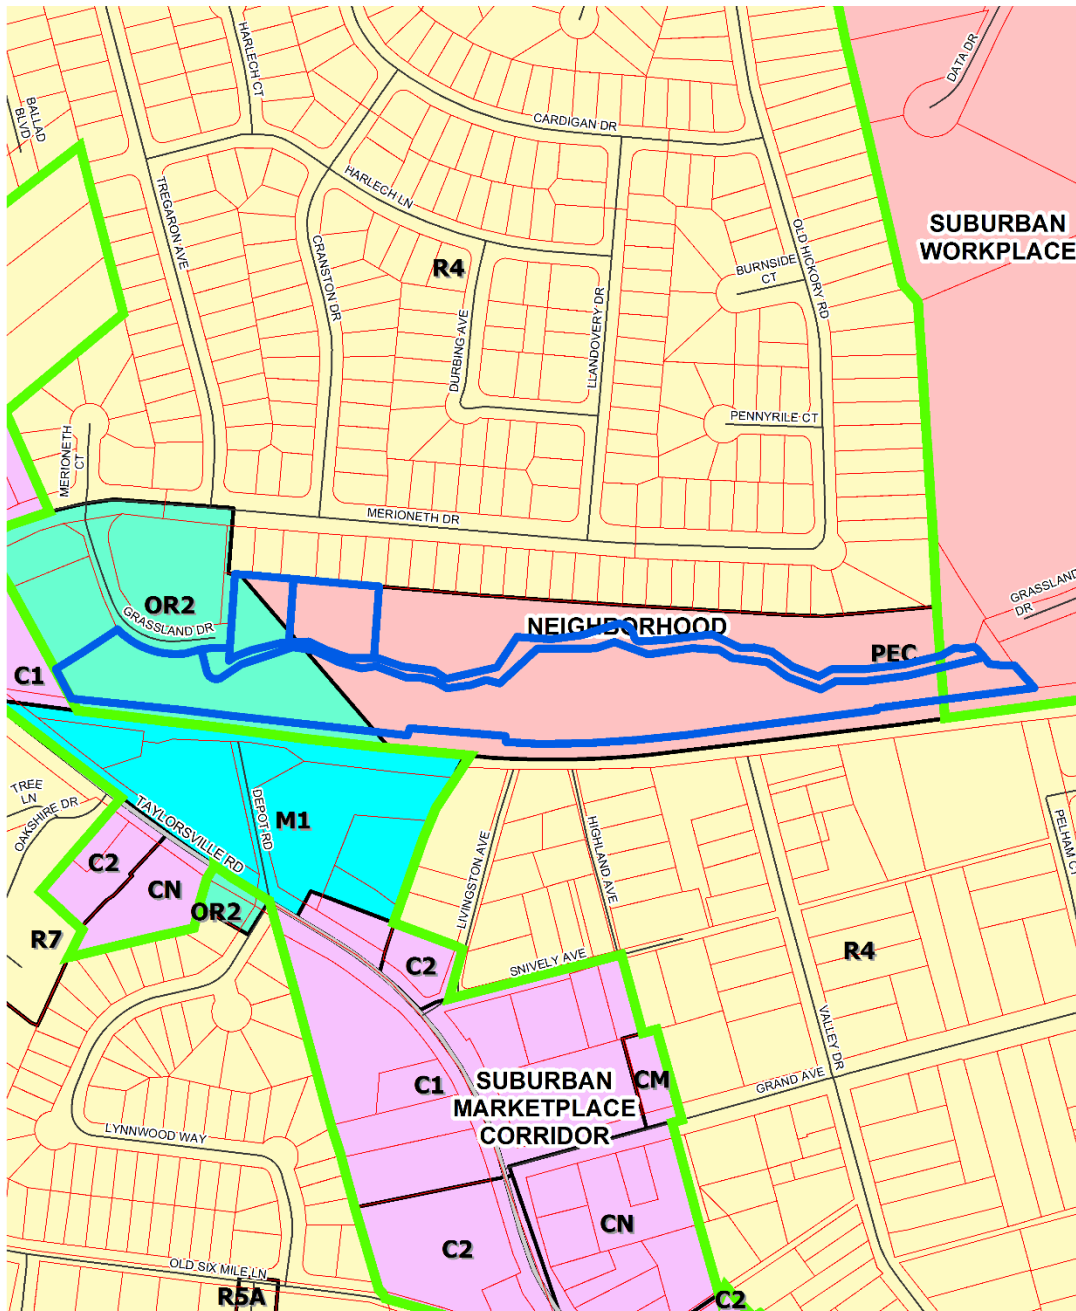 HARLECH CT
DATA DR
BALLAD
BLVD
CARDIGAN DR
HARLECH LN
TREGARON AVE
SUBURBAN
WORKPLACE
CRANSTON DR
OLD HICKORY RD
R4
BURNSIDE
CT
DURBING AVE
LLANDOVERY DR
PENNYRILE CT
MERIONETH
CT
MERIONETH DR
GRASSLAND
DR
OR2
GRASSLAND DR
NEIGHBORHOOD
PEC
C1
TREE
LN
OAKSHIRE DR
TAYLORSVILLE RD
DEPOT RD
M1
LIVINGSTON AVE
HIGHLAND AVE
PELHAM CT
C2
CN
OR2
R7
C2
SNIVELY AVE
R4
VALLEY DR
C1
SUBURBAN
MARKETPLACE
CORRIDOR
CM
GRAND AVE
LYNNWOOD WAY
CN
C2
OLD SIX MILE LN
R5A
C2